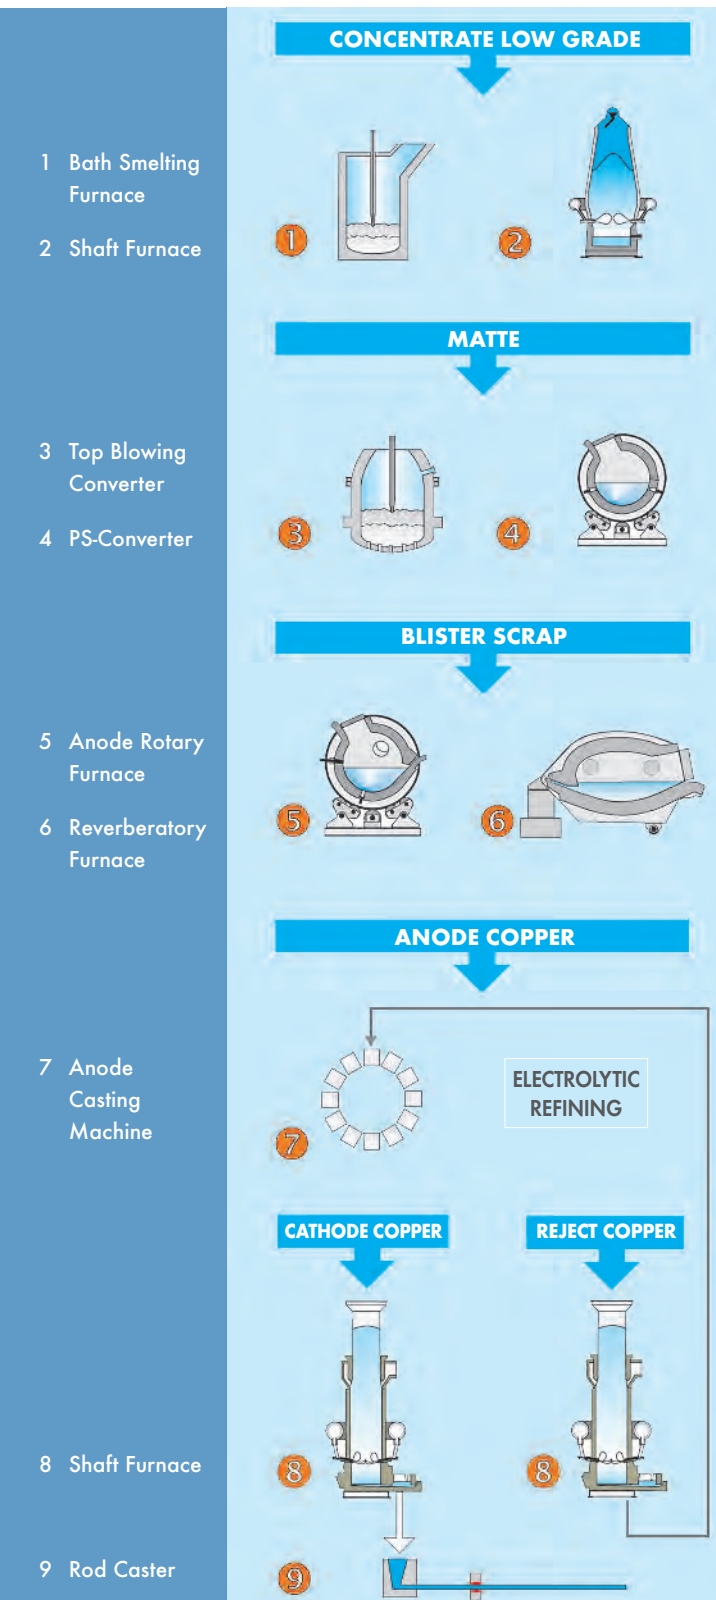 CONCENTRATE LOW GRADE
1 Bath Smelting
Furnace
2 Shaft Furnace
1
2
MATTE
3 Top Blowing
Converter
4 PS-Converter
3
4
BLISTER SCRAP
5 Anode Rotary
Furnace
6 Reverberatory
Furnace
5
6
ANODE COPPER
7 Anode
Casting
Machine
7
ELECTROLYTIC
REFINING
CATHODE COPPER
REJECT COPPER
8 Shaft Furnace
8
8
9 Rod Caster
9